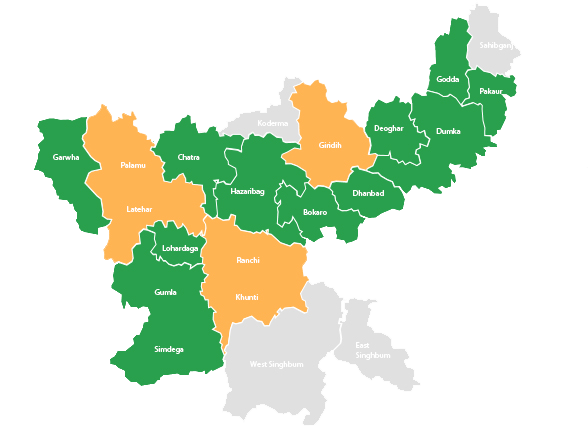 Sahibganj
Godda
Pakaur
Koderma
Deoghar
Dumka
Giridih
Garwha
Chatra
Palamu
Hazaribag
Dhanbad
Latehar
Bokaro
Lohardaga
Ranchi
Gumla
Khunti
Simdega
East
Singhbum
West Singhbum